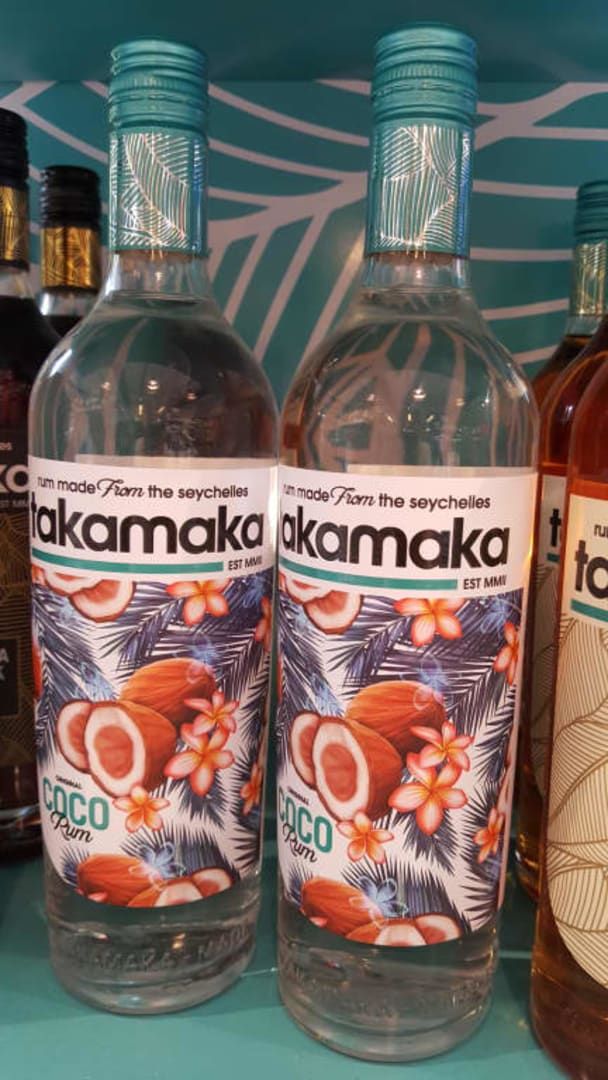 rum made From the seychelles
takamaka
EST MMII
ORIGINAL
COCO
Rum
rum made From the seychelles
akamaka
EST MMII
ORIGINAL
COCO
Rum